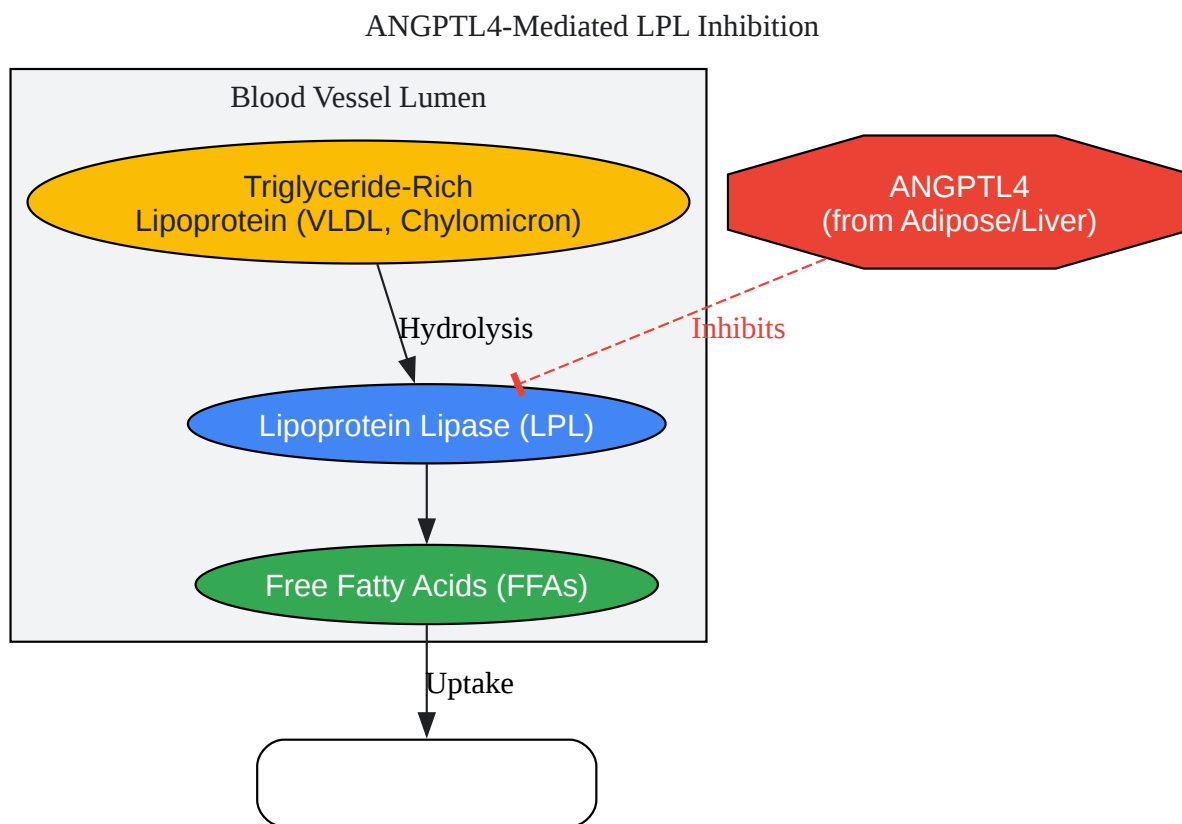 ANGPTL4-Mediated LPL Inhibition
Blood Vessel Lumen
Triglyceride-Rich
Lipoprotein (VLDL, Chylomicron)
ANGPTL4
(from Adipose/Liver)
Hydrolysis
Inhibits
Lipoprotein Lipase (LPL)
Free Fatty Acids (FFAs)
Uptake